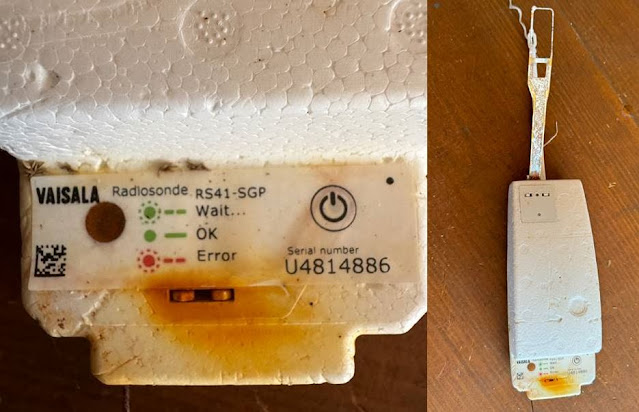 VAISALA Radiosonde RS41-SGP
Wait...
OK
Error
Serial number
U4814886